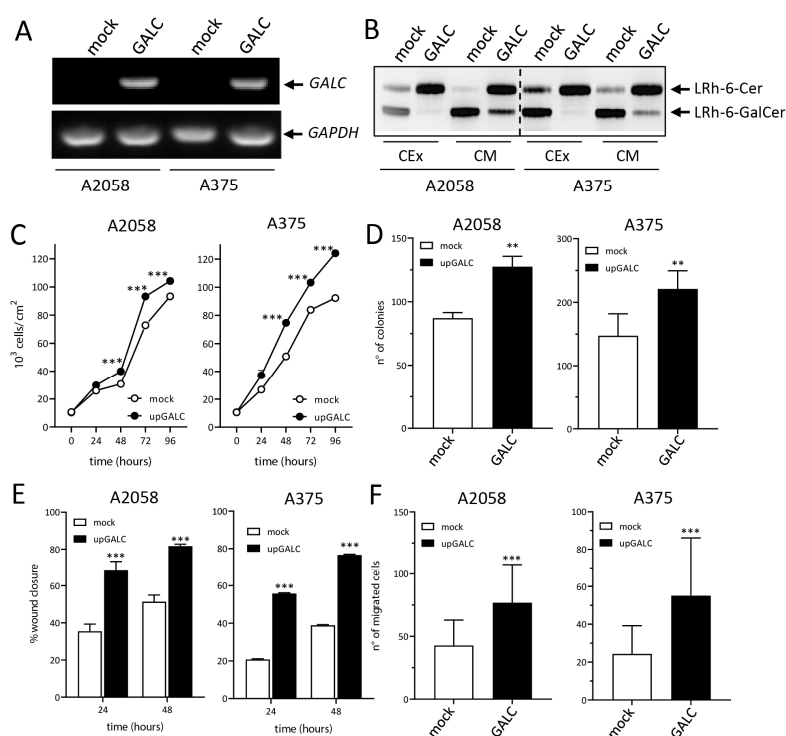 A
mock
GALC
mock
GALC
GALC
GAPDH
A2058
A375
B
mock
GALC
mock
GALC
mock
GALC
mock
GALC
LRh-6-Cer
LRh-6-GalCer
CEx
CM
CEx
CM
A2058
A375
C
A2058
10³ cells/ cm²
120
100
80
60
40
20
0
***
***
***
mock
upGALC
0 24 48 72 96
time (hours)
A375
120
100
80
60
40
20
0
***
***
***
mock
upGALC
0 24 48 72 96
time (hours)
D
A2058
n° of colonies
150
100
50
0
mock
upGALC
**
mock
GALC
A375
300
200
100
0
mock
upGALC
**
mock
GALC
E
A2058
% wound closure
100
80
60
40
20
0
mock
upGALC
***
***
24 48
time (hours)
A375
100
80
60
40
20
0
mock
upGALC
***
***
24 48
time (hours)
F
A2058
n° of migrated cells
150
100
50
0
mock
upGALC
***
mock
GALC
A375
100
80
60
40
20
0
mock
upGALC
***
mock
GALC